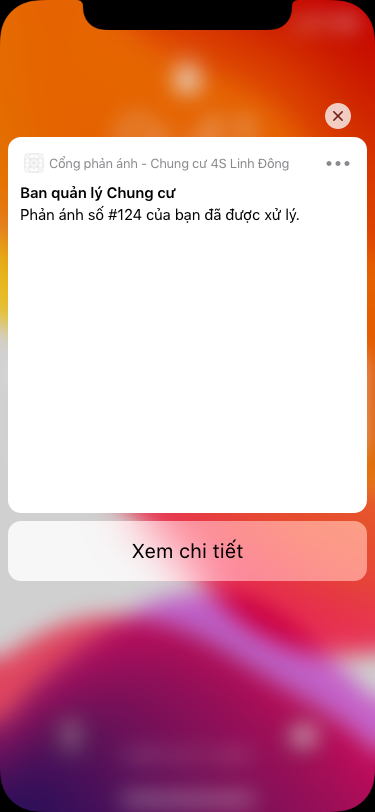 Cổng phản ánh - Chung cư 4S Linh Đông
Ban quản lý Chung cư
Phản ánh số #124 của bạn đã được xử lý.
Xem chi tiết